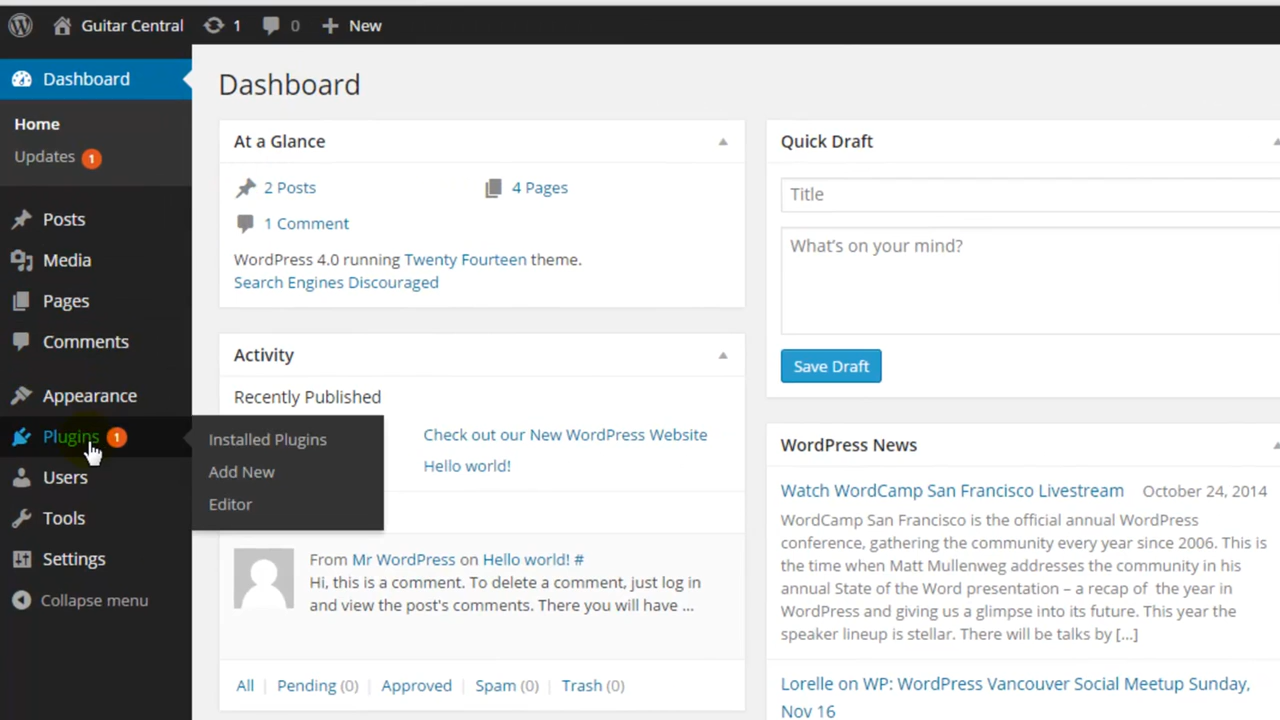 Guitar Central 1 0 New
Dashboard
Home
Updates 1
Posts
Media
Pages
Comments
Appearance
Plugins 1
Users
Tools
Settings
Collapse menu
Installed Plugins
Add New
Editor
Dashboard
At a Glance
2 Posts 4 Pages
1 Comment
WordPress 4.0 running Twenty Fourteen theme.
Search Engines Discouraged
Activity
Recently Published
Check out our New WordPress Website
Hello world!
From Mr WordPress on Hello world! #
Hi, this is a comment. To delete a comment, just log in
and view the post's comments. There you will have ...
All | Pending (0) | Approved | Spam (0) | Trash (0)
Quick Draft
Title
What's on your mind?
Save Draft
WordPress News
Watch WordCamp San Francisco Livestream October 24, 2014
WordCamp San Francisco is the official annual WordPress
conference, gathering the community every year since 2006. This is
the time when Matt Mullenweg addresses the community in his
annual State of the Word presentation – a recap of the year in
WordPress and giving us a glimpse into its future. This year the
speaker lineup is stellar. There will be talks by [...]
Lorelle on WP: WordPress Vancouver Social Meetup Sunday,
Nov 16